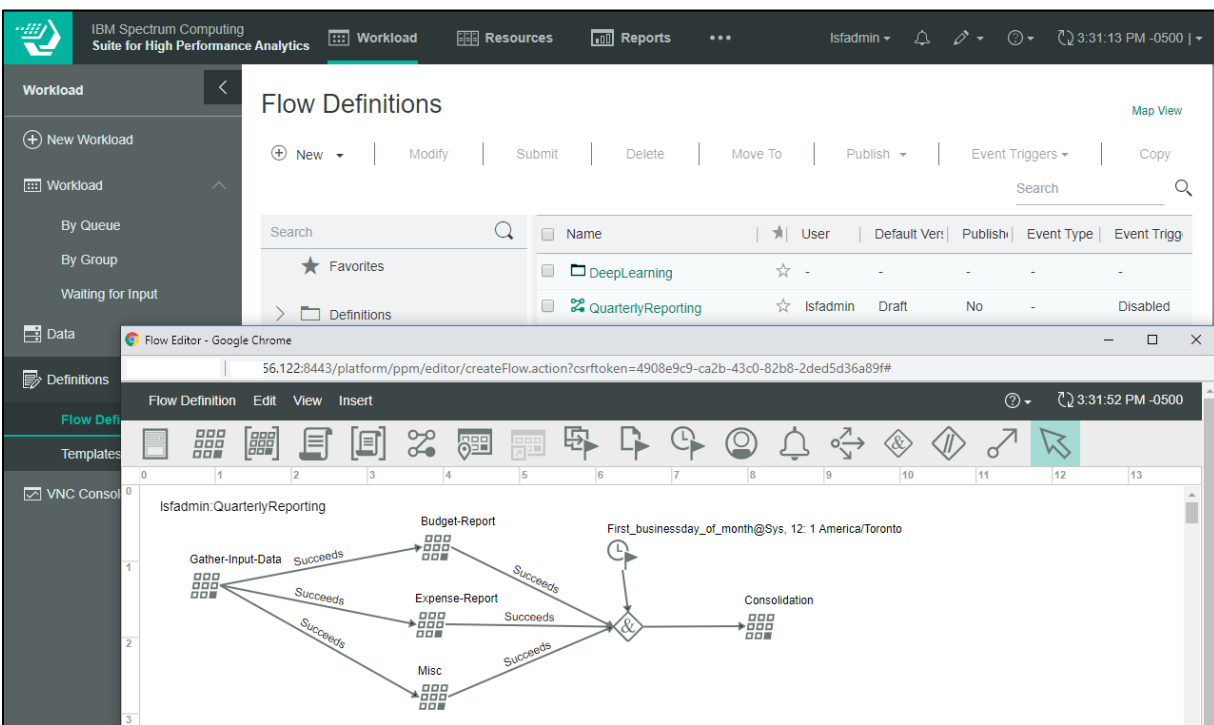 IBM Spectrum Computing
Suite for High Performance Analytics
Workload
Resources
Reports
lsfadmin
3:31:13 PM -0500 |
Workload
New Workload
Workload
By Queue
By Group
Waiting for Input
Data
Definitions
Flow Defi
Templates
VNC Consol
Flow Definitions
Map View
New
Modify
Submit
Delete
Move To
Publish
Event Triggers
Copy
Search
Search
Favorites
Definitions
Name User Default Ver: Publish Event Type Event Trigg
DeepLearning - - - - -
QuarterlyReporting lsfadmin Draft No - Disabled
Flow Editor - Google Chrome
56.122:8443/platform/ppm/editor/createFlow.action?csrftoken=4908e9c9-ca2b-43c0-82b8-2ded5d36a89f#
Flow Definition Edit View Insert
3:31:52 PM -0500
0 1 2 3 4 5 6 7 8 9 10 11 12 13
0
1
2
3
lsfadmin:QuarterlyReporting
Budget-Report
First_businessday_of_month@Sys, 12: 1 America/Toronto
Gather-Input-Data
Succeeds
Succeeds
Succeeds
Expense-Report
Succeeds
Succeeds
Consolidation
&
Misc
Succeeds